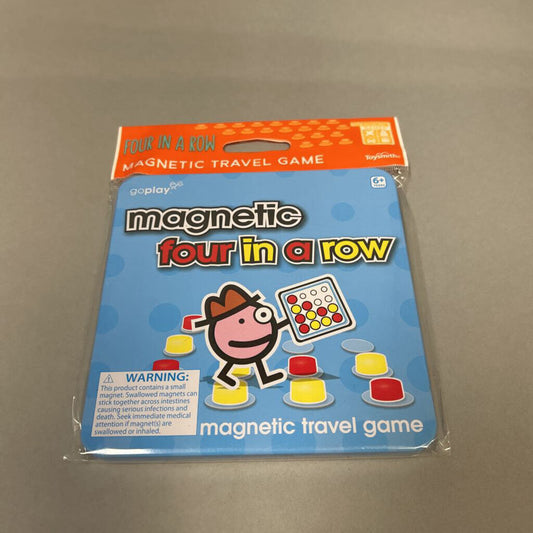 FOUR IN A ROW
MAGNETIC TRAVEL GAME
Toysmith
goplay
6+
magnetic
four in a row
WARNING:
This product contains a small
magnet. Swallowed magnets can
stick together across intestines
causing serious infections and
death. Seek immediate medical
attention if magnet(s) are
swallowed or inhaled.
magnetic travel game